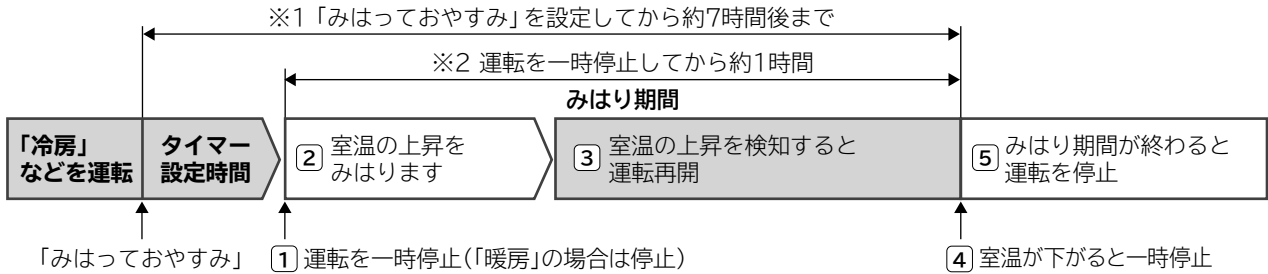 ※1「みはっておやすみ」を設定してから約7時間後まで
※2 運転を一時停止してから約1時間
みはり期間
「冷房」
などを運転
タイマー
設定時間
2 室温の上昇を
みはります
3 室温の上昇を検知すると
運転再開
5 みはり期間が終わると
運転を停止
「みはっておやすみ」
1 運転を一時停止(「暖房」の場合は停止)
4 室温が下がると一時停止